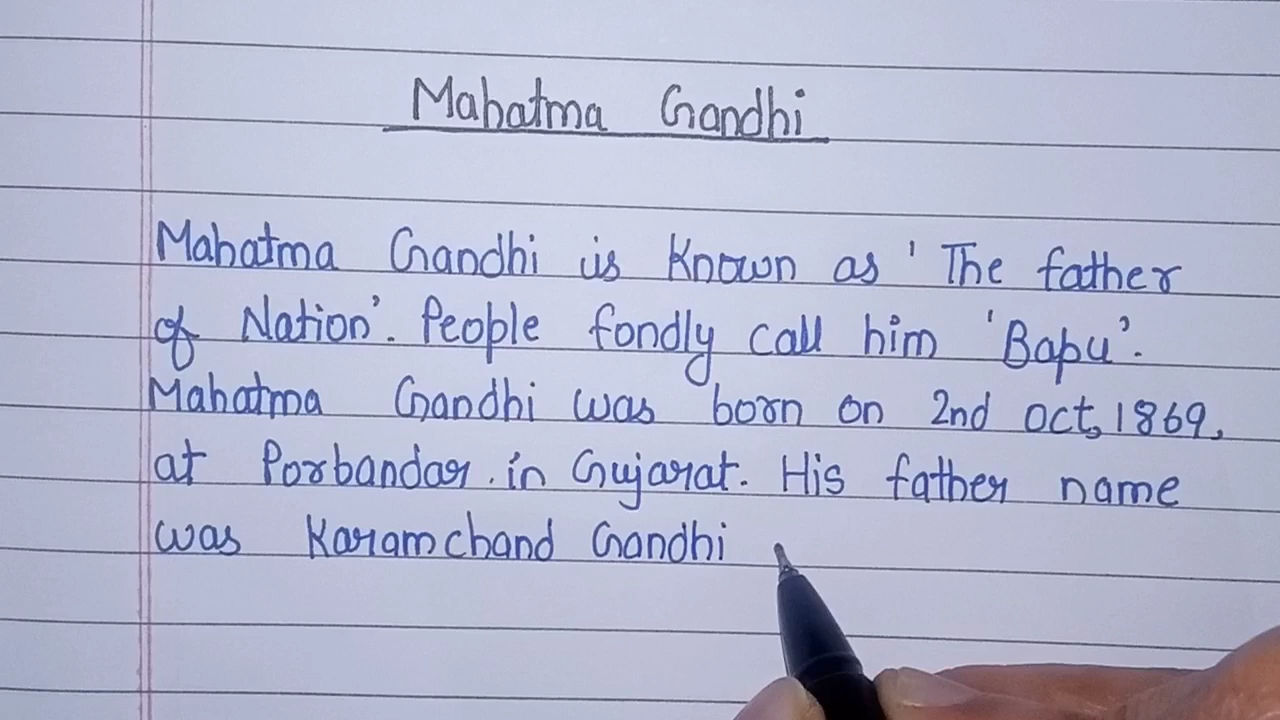 Mahatma Gandhi
Mahatma Gandhi is Known as 'The father
of Nation'. People fondly call him 'Bapu'.
Mahatma Gandhi was born on 2nd oct, 1869,
at Porbandar. in Gujarat. His father name
was Karamchand Gandhi